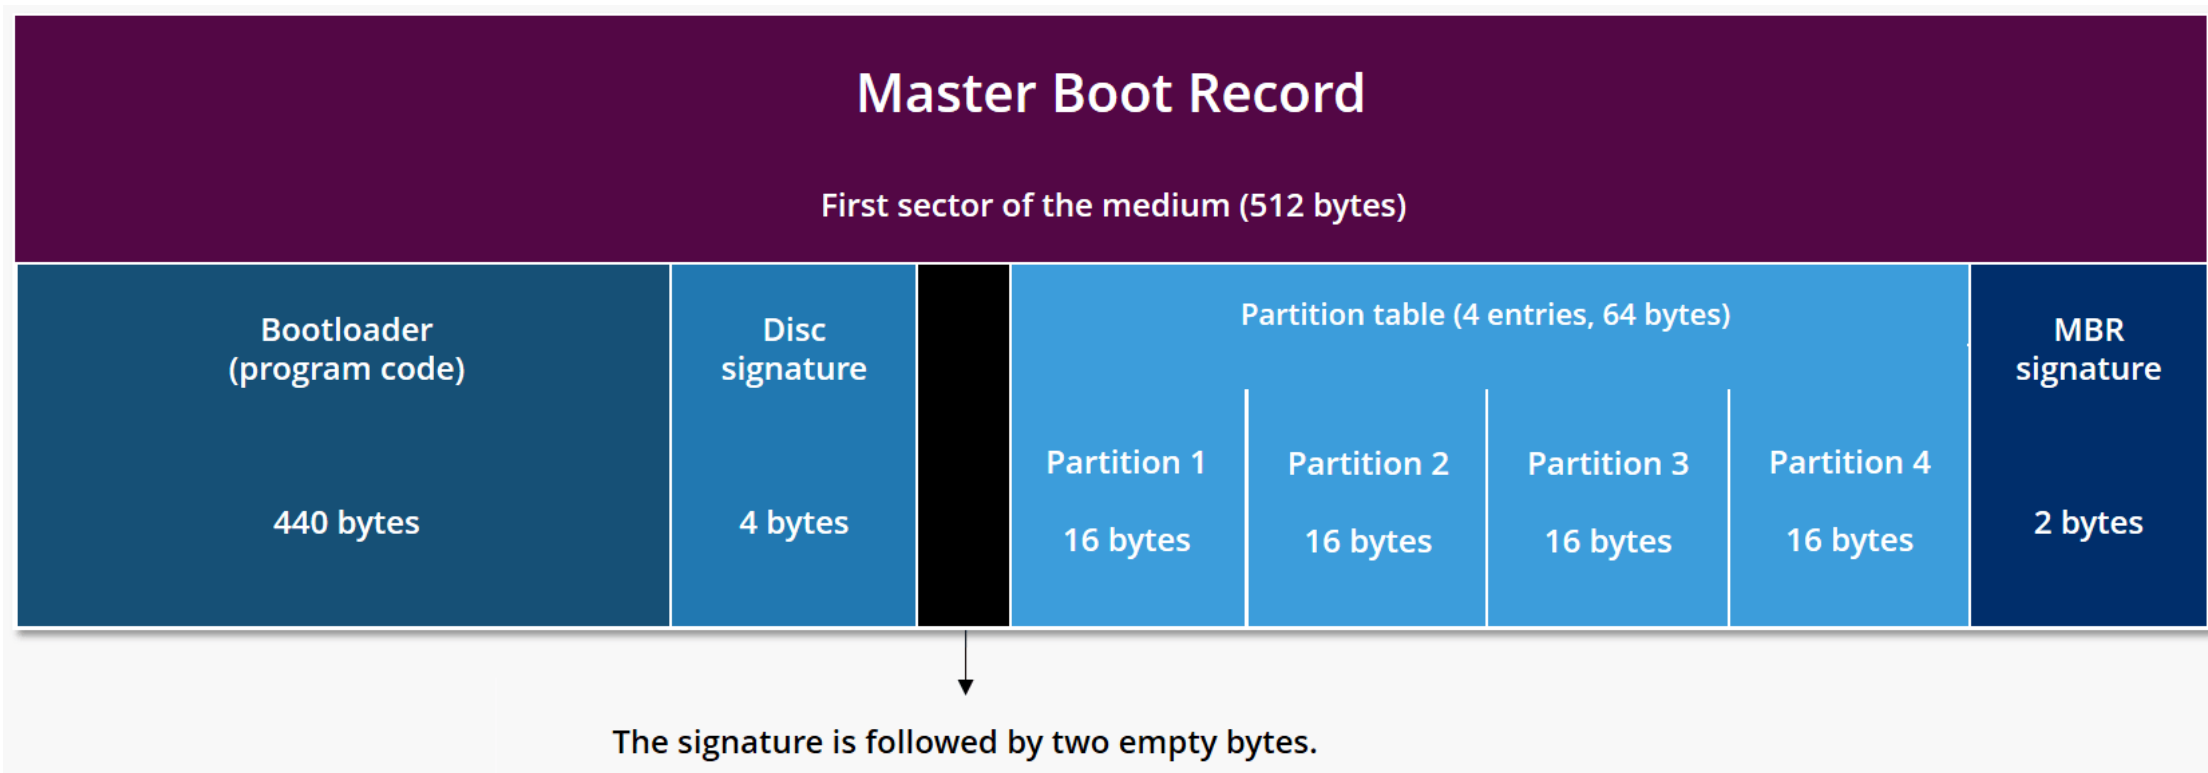 Master Boot Record
First sector of the medium (512 bytes)
Bootloader
(program code)
440 bytes
Disc
signature
4 bytes
Partition table (4 entries, 64 bytes)
Partition 1
16 bytes
Partition 2
16 bytes
Partition 3
16 bytes
Partition 4
16 bytes
MBR
signature
2 bytes
The signature is followed by two empty bytes.